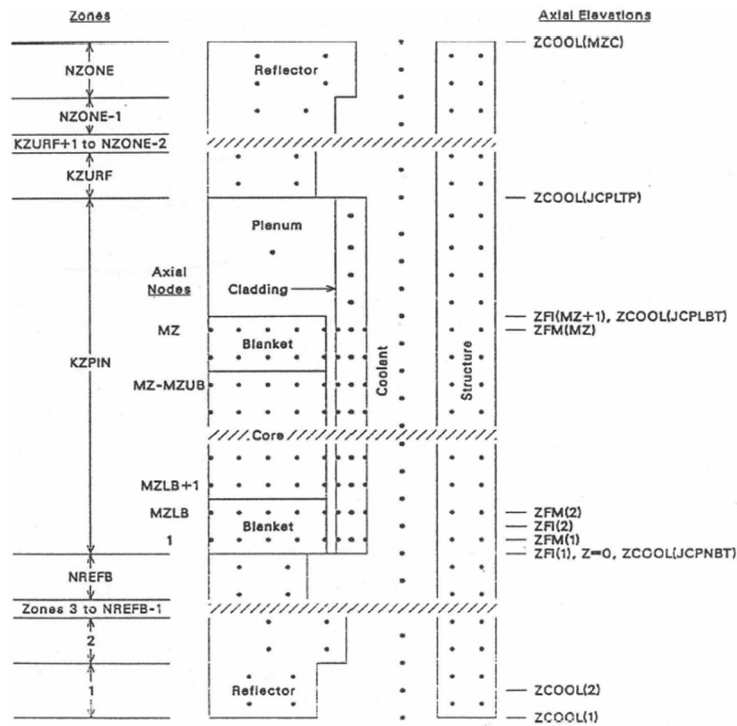 Zones
Axial Elevations
ZCOOL(MZC)
NZONE
Reflector
NZONE-1
KZURF+1 to NZONE-2
KZURF
ZCOOL(JCPLTP)
Plenum
Axial
Nodes
Cladding
ZFI(MZ+1), ZCOOL(JCPLBT)
MZ
ZFM(MZ)
Blanket
KZPIN
MZ-MZUB
Coolant
Structure
Core
MZLB+1
MZLB
ZFM(2)
Blanket
ZFI(2)
1
ZFM(1)
ZFI(1), Z=0, ZCOOL(JCPNBT)
NREFB
Zones 3 to NREFB-1
2
1
Reflector
ZCOOL(2)
ZCOOL(1)